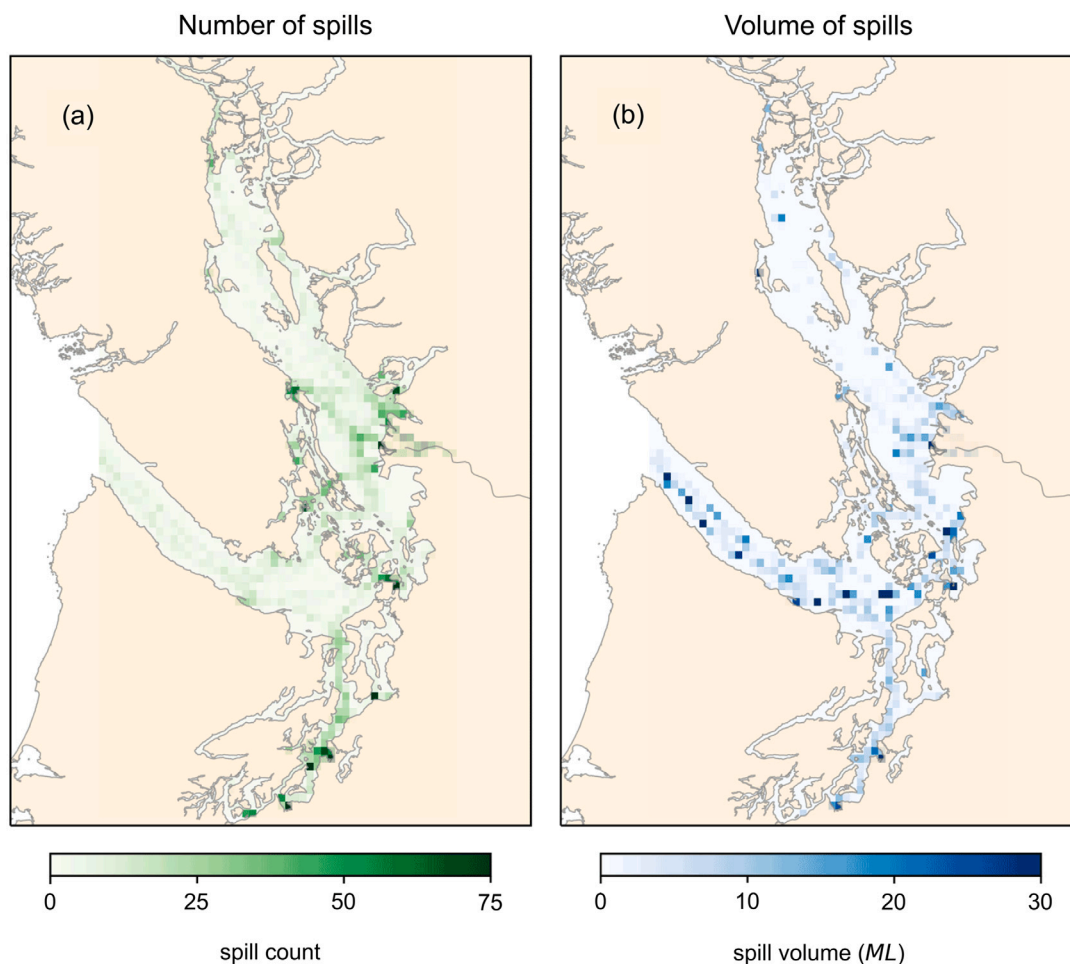 Number of spills
Volume of spills
(a)
(b)
0 25 50 75
0 10 20 30
spill count
spill volume (ML)